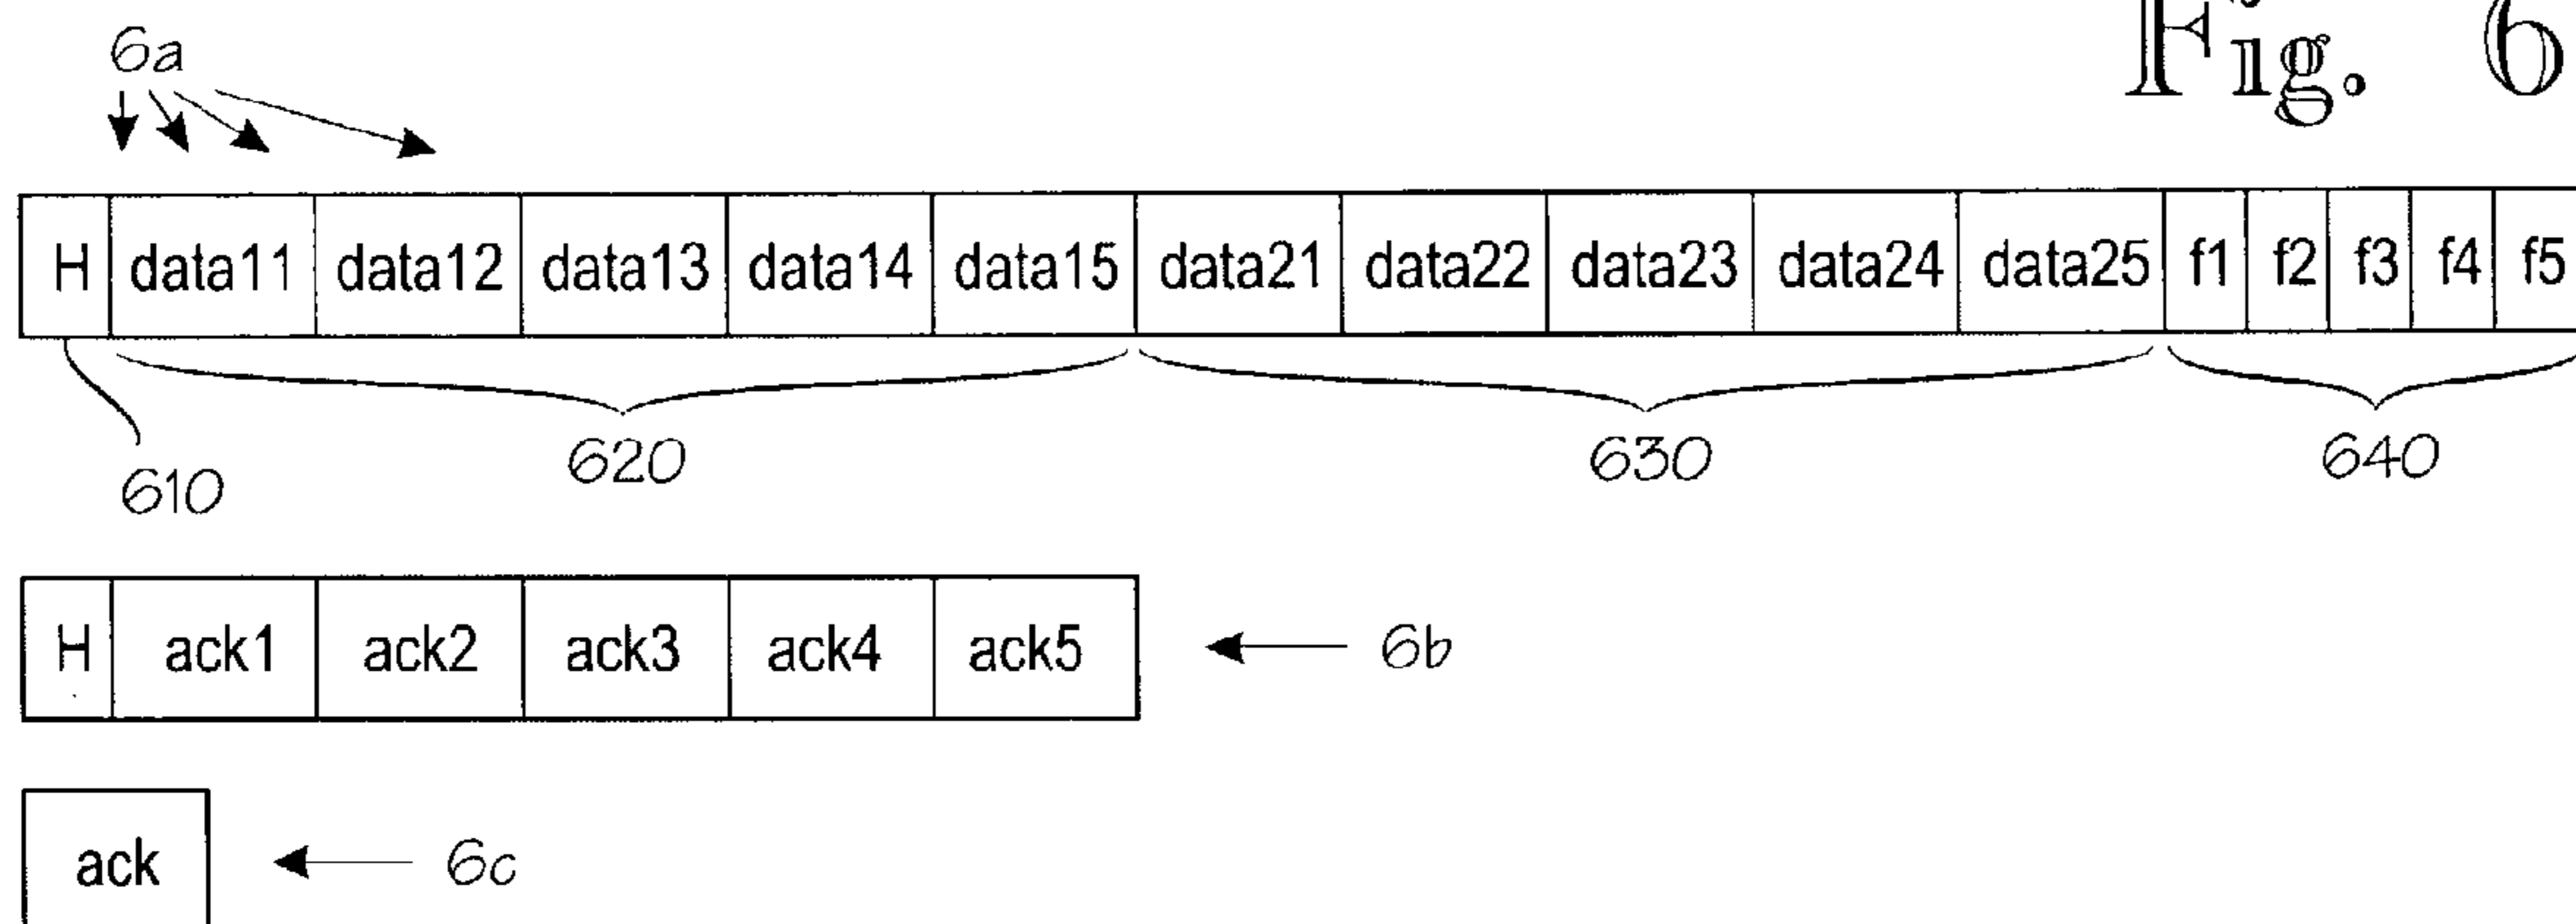 Fig. 6
6a
H data11 data12 data13 data14 data15 data21 data22 data23 data24 data25 f1 f2 f3 f4 f5
610 620 630 640
H ack1 ack2 ack3 ack4 ack5 6b
ack 6c